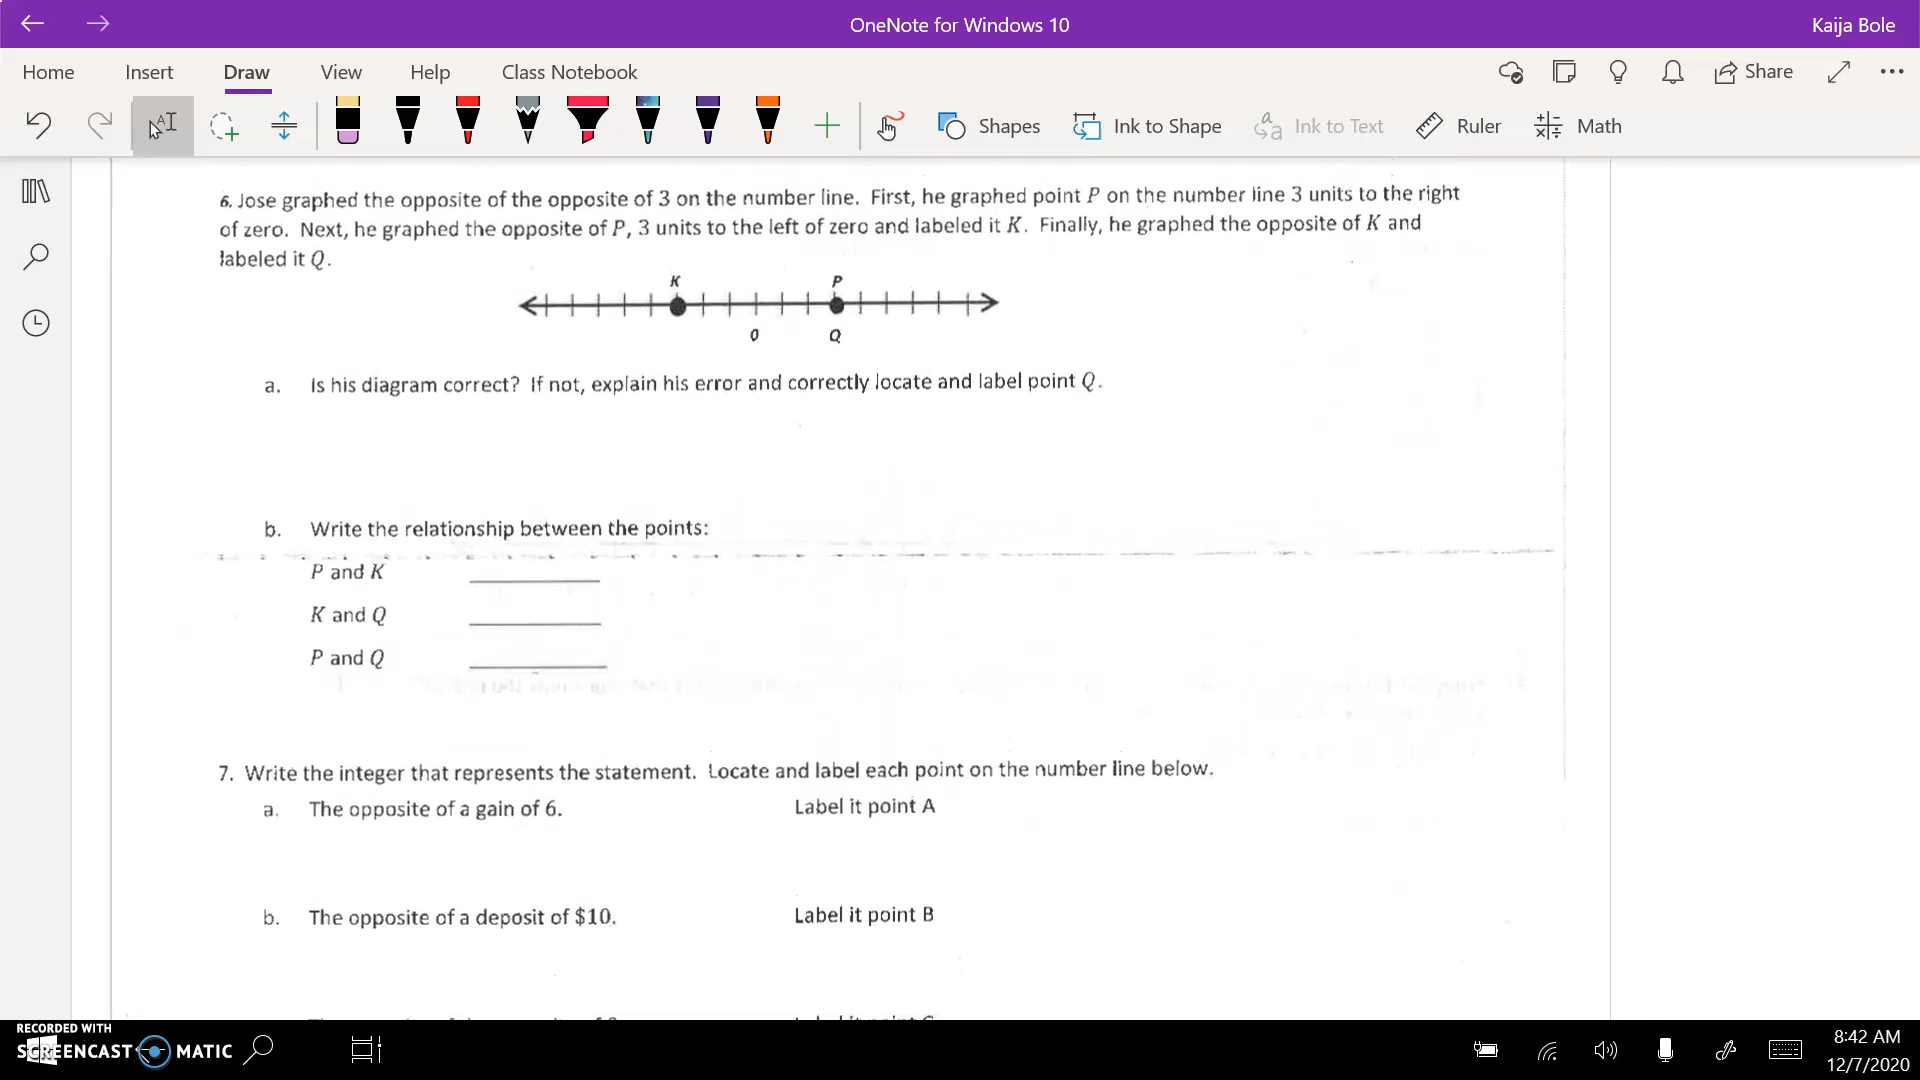 OneNote for Windows 10
Kaija Bole
Home Insert Draw View Help Class Notebook
Share
Shapes Ink to Shape Ink to Text Ruler Math
6. Jose graphed the opposite of the opposite of 3 on the number line. First, he graphed point P on the number line 3 units to the right
of zero. Next, he graphed the opposite of P, 3 units to the left of zero and labeled it K. Finally, he graphed the opposite of K and
labeled it Q.
K P
0 Q
a. Is his diagram correct? If not, explain his error and correctly locate and label point Q.
b. Write the relationship between the points:
P and K
K and Q
P and Q
7. Write the integer that represents the statement. Locate and label each point on the number line below.
a. The opposite of a gain of 6. Label it point A
b. The opposite of a deposit of $10. Label it point B
RECORDED WITH
SCREENCAST MATIC
8:42 AM
12/7/2020